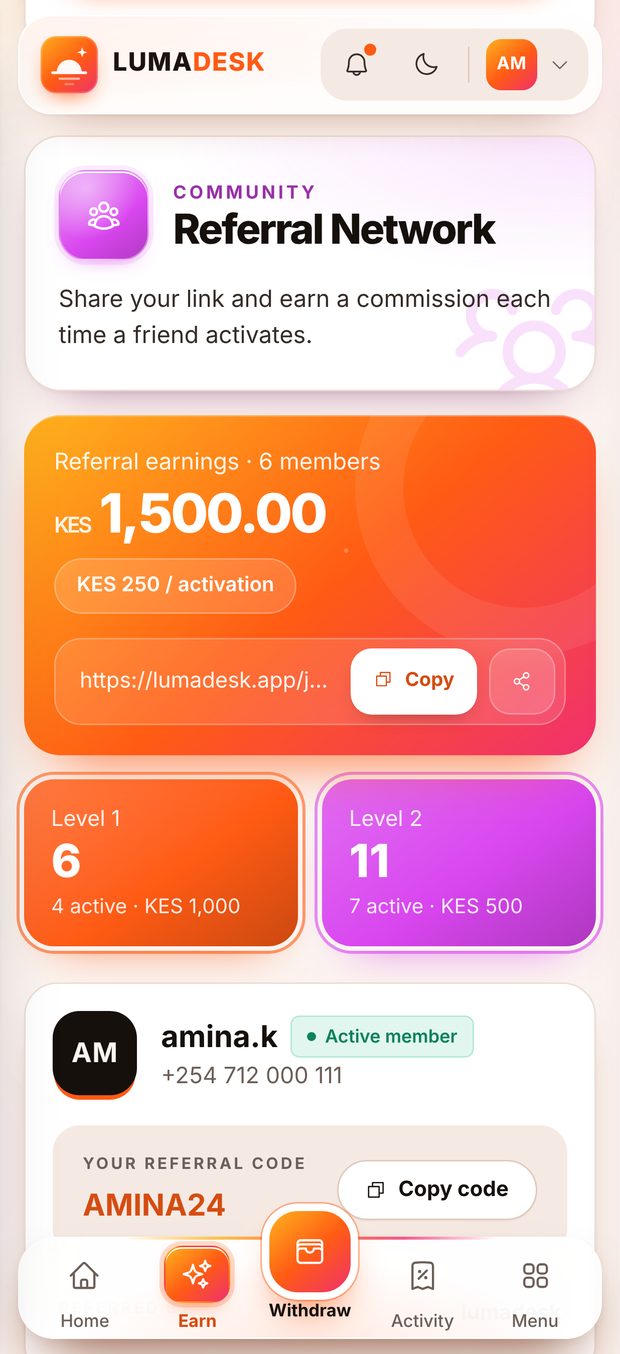 LUMADESK
AM
COMMUNITY
Referral Network
Share your link and earn a commission each
time a friend activates.
Referral earnings · 6 members
KES 1,500.00
KES 250 / activation
https://lumadesk.app/j...
Copy
Level 1
6
4 active · KES 1,000
Level 2
11
7 active · KES 500
AM
amina.k
Active member
+254 712 000 111
YOUR REFERRAL CODE
AMINA24
Copy code
Home
Earn
Withdraw
Activity
Menu